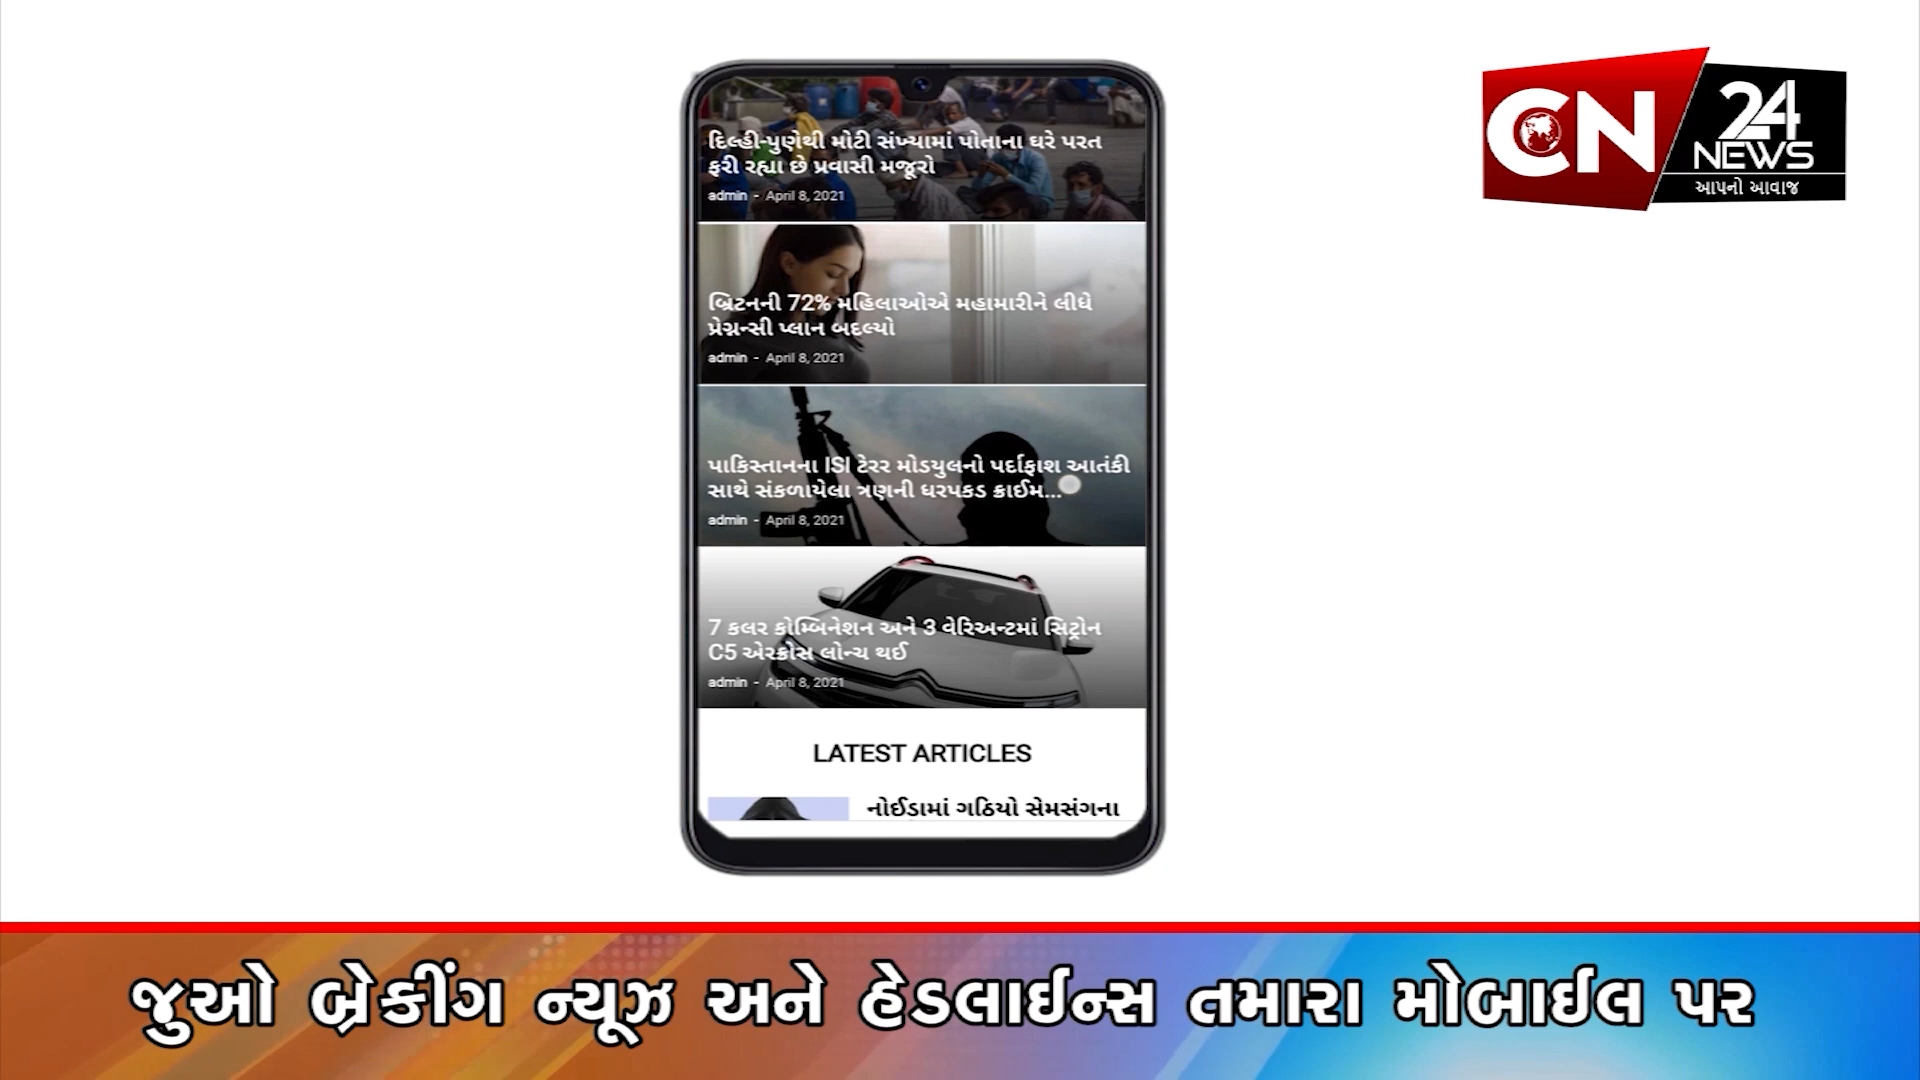 દિલ્હી-પુણેથી મોટી સંખ્યામાં પોતાના ઘરે પરત
ફરી રહ્યા છે પ્રવાસી મજૂરો
admin - April 8, 2021
બ્રિટનની 72% મહિલાઓએ મહામારીને લીધે
પ્રેગ્નન્સી પ્લાન બદલ્યો
admin - April 8, 2021
પાકિસ્તાનના ISI ટેરર મોડયુલનો પર્દાફાશ આતંકી
સાથે સંકળાયેલા ત્રણની ધરપકડ ક્રાઈમ...
admin - April 8, 2021
7 કલર કોમ્બિનેશન અને 3 વેરિઅન્ટમાં સિટ્રોન
C5 એરક્રોસ લોન્ચ થઈ
admin - April 8, 2021
LATEST ARTICLES
નોઈડામાં ગઠિયો સેમસંગના
CN 24
NEWS
આપનો અવાજ
જુઓ બ્રેકીંગ ન્યૂઝ અને હેડલાઈન્સ તમારા મોબાઈલ પર